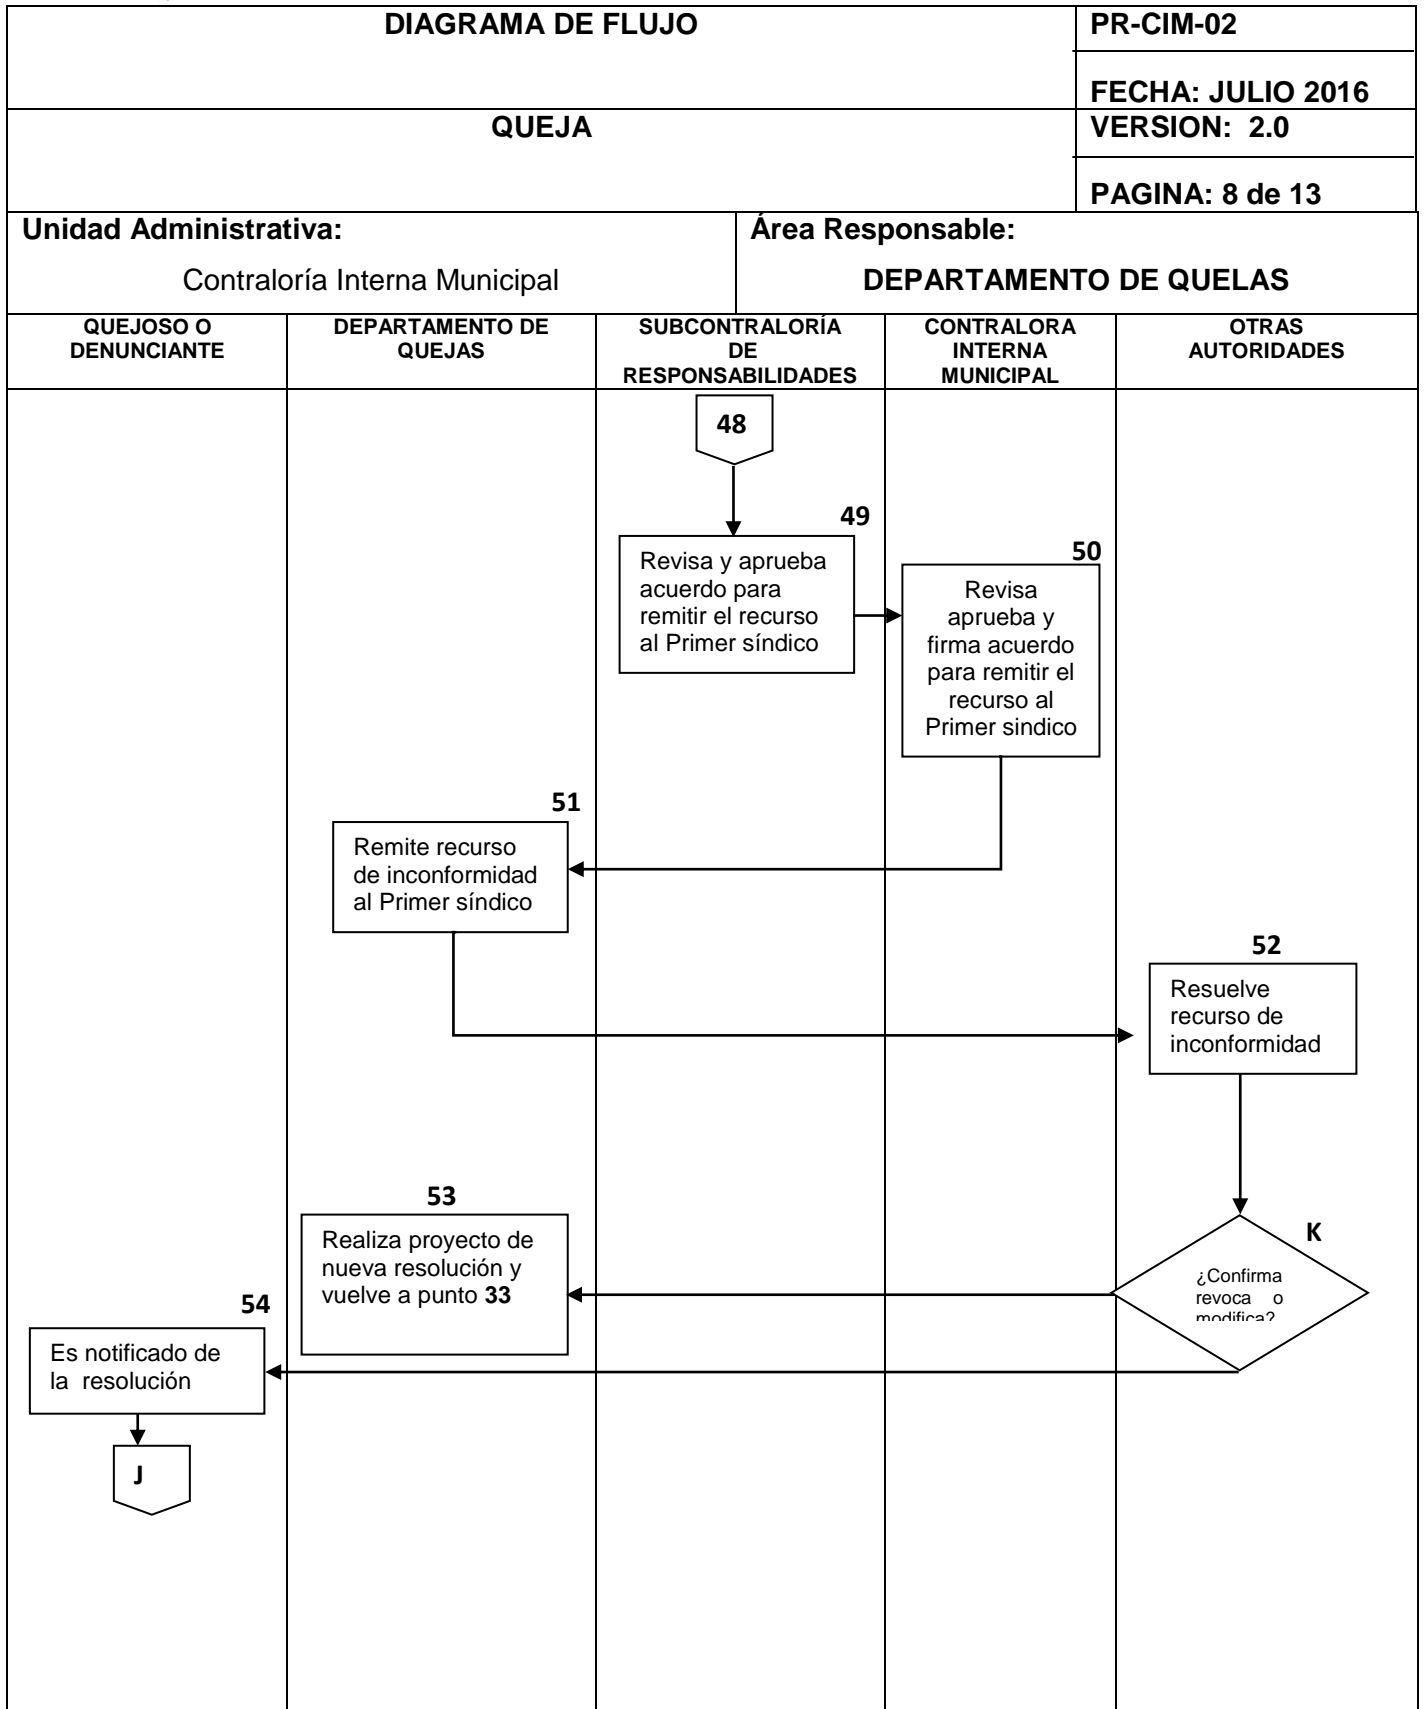 DIAGRAMA DE FLUJO
PR-CIM-02
FECHA: JULIO 2016
QUEJA
VERSION: 2.0
PAGINA: 8 de 13
Unidad Administrativa:
Contraloría Interna Municipal
Área Responsable:
DEPARTAMENTO DE QUELAS
QUEJOSO O
DENUNCIANTE
DEPARTAMENTO DE
QUEJAS
SUBCONTRALORÍA
DE
RESPONSABILIDADES
CONTRALORA
INTERNA
MUNICIPAL
OTRAS
AUTORIDADES
48
49
Revisa y aprueba
acuerdo para
remitir el recurso
al Primer síndico
50
Revisa
aprueba y
firma acuerdo
para remitir el
recurso al
Primer sindico
51
Remite recurso
de inconformidad
al Primer síndico
52
Resuelve
recurso de
inconformidad
K
¿Confirma
revoca o
modifica?
53
Realiza proyecto de
nueva resolución y
vuelve a punto 33
54
Es notificado de
la resolución
J